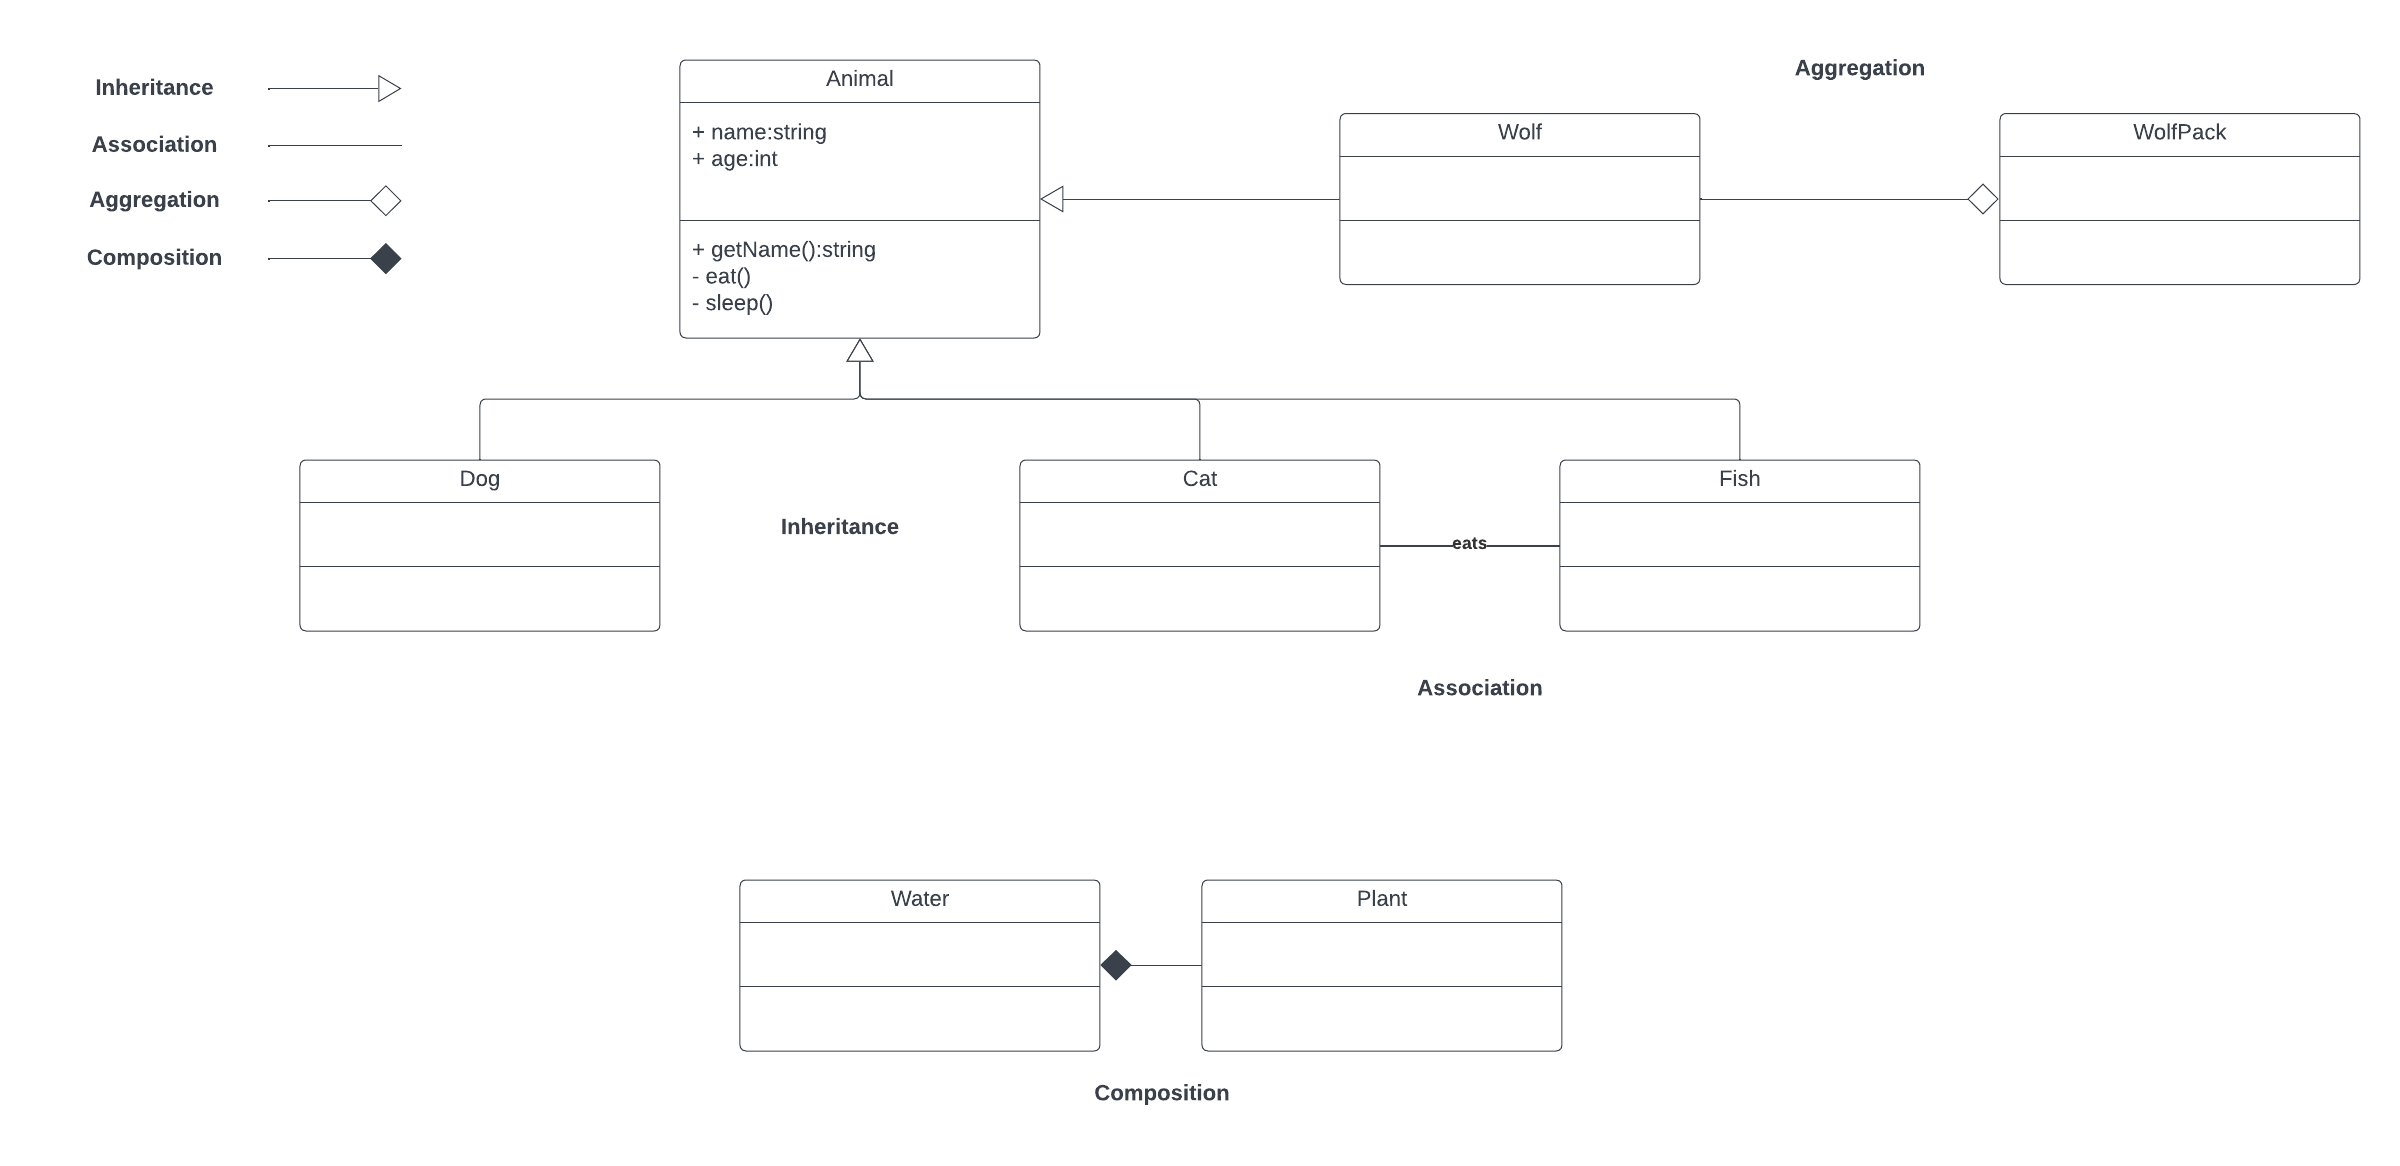 Inheritance
Association
Aggregation
Composition
Animal
+ name:string
+ age:int
+ getName():string
- eat()
- sleep()
Wolf
Aggregation
WolfPack
Dog
Inheritance
Cat
eats
Fish
Association
Water
Plant
Composition